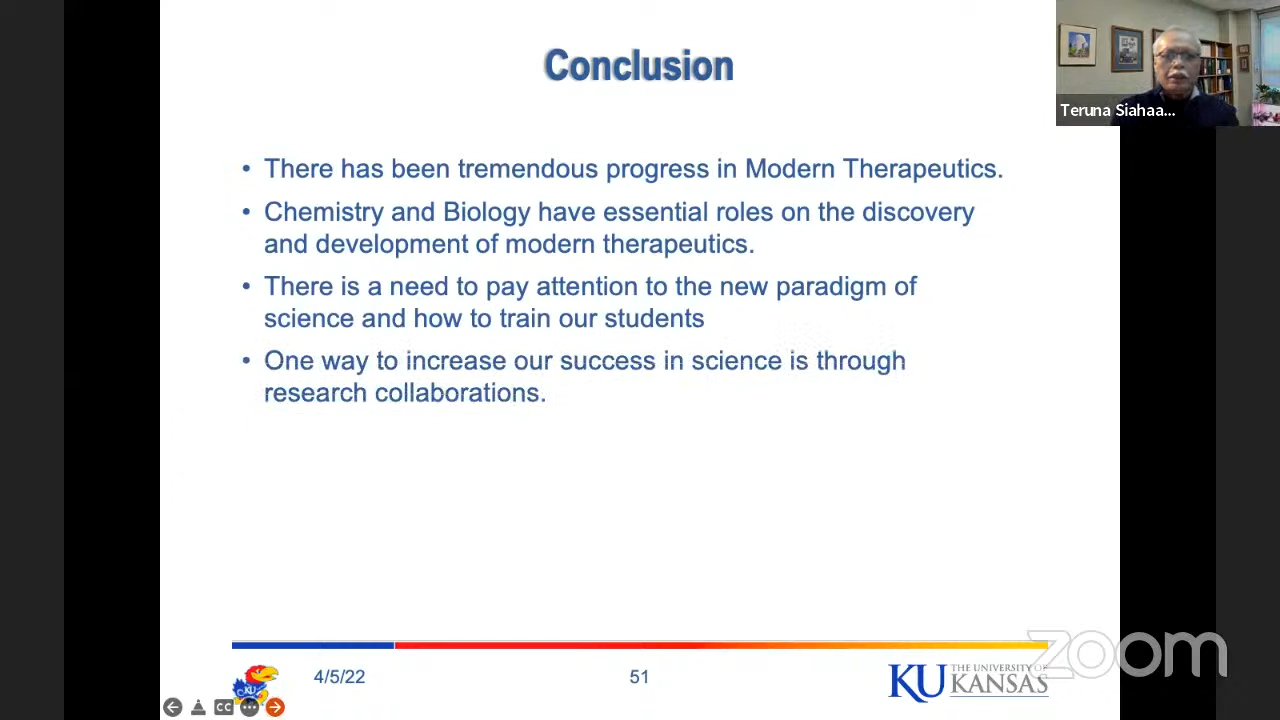 Conclusion
Teruna Siahaa...
• There has been tremendous progress in Modern Therapeutics.
• Chemistry and Biology have essential roles on the discovery
and development of modern therapeutics.
• There is a need to pay attention to the new paradigm of
science and how to train our students
• One way to increase our success in science is through
research collaborations.
KU
4/5/22
51
KU THE UNIVERSITY OF
KANSAS
zoom
CC